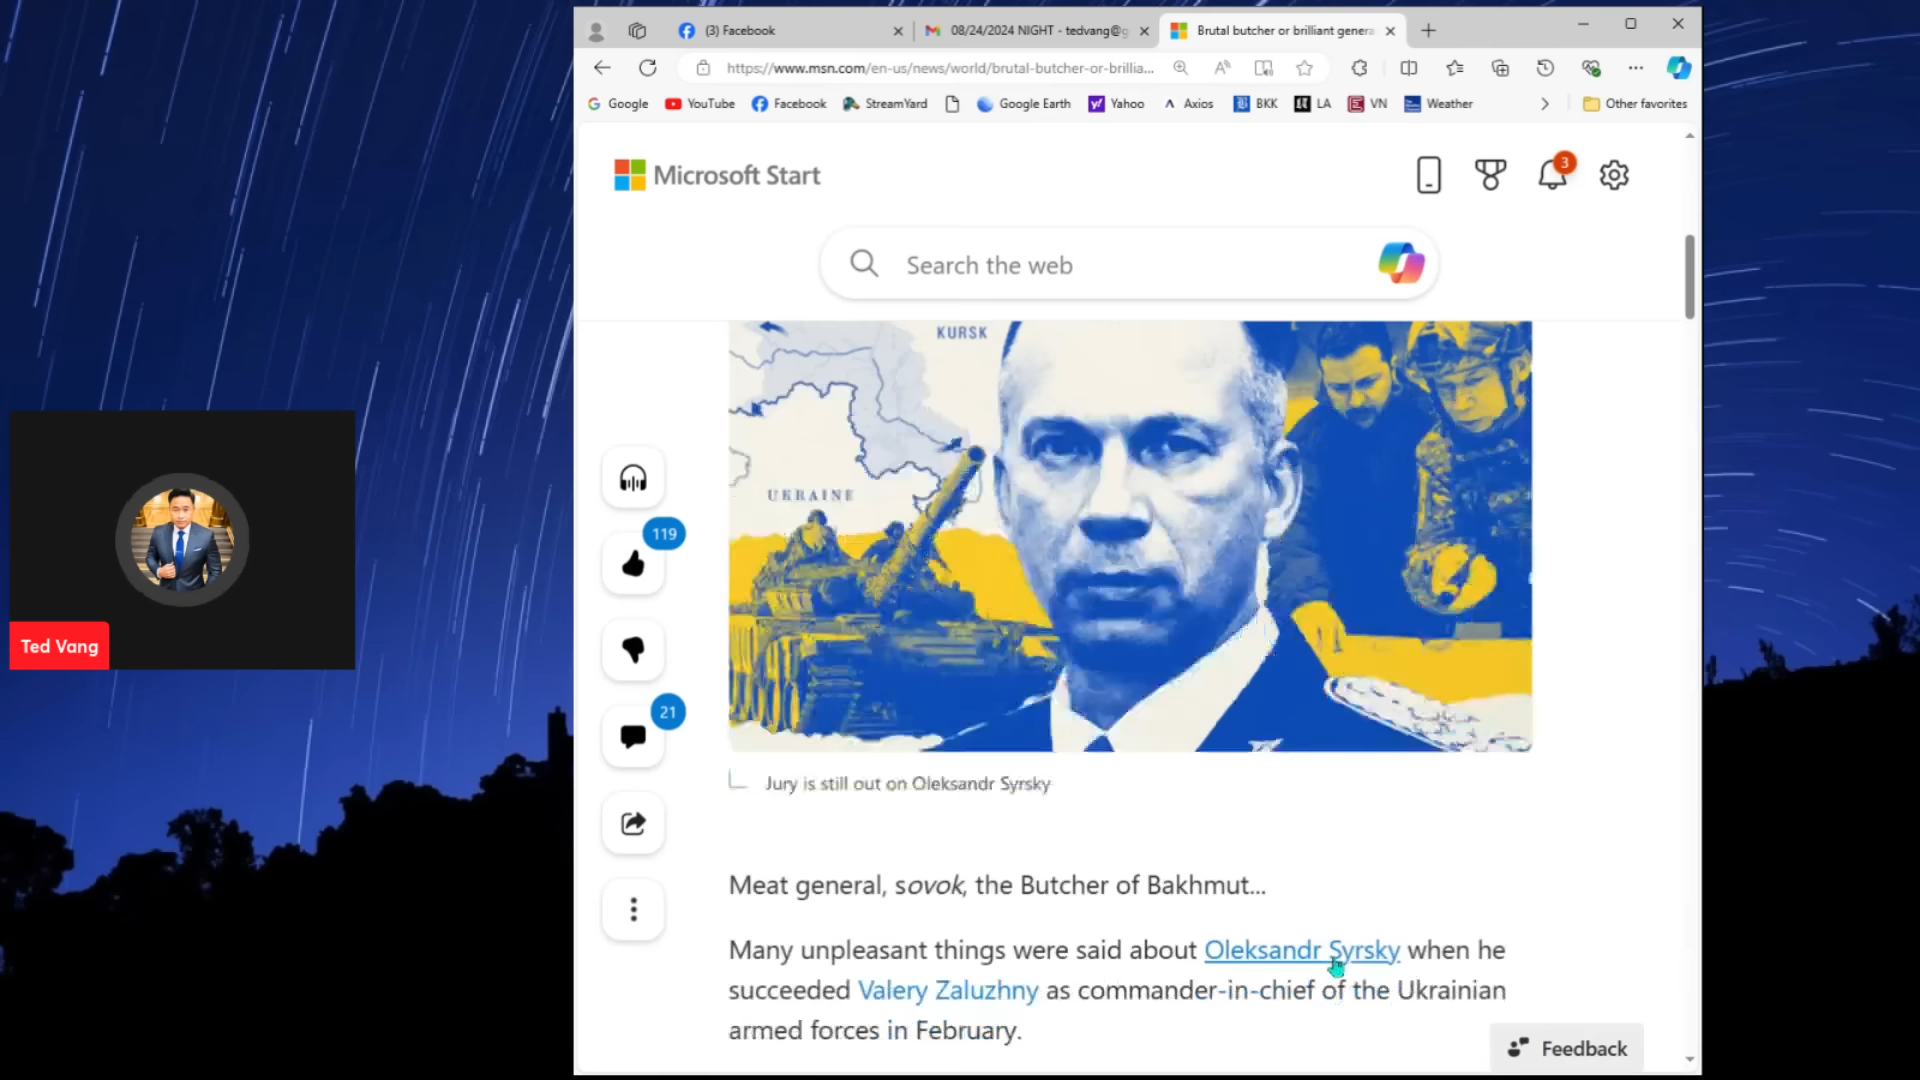 (3) Facebook
08/24/2024 NIGHT - tedvang@g
Brutal butcher or brilliant genera
https://www.msn.com/en-us/news/world/brutal-butcher-or-brillia...
Google
YouTube
Facebook
StreamYard
Google Earth
Yahoo
Axios
BKK
LA
VN
Weather
Other favorites
Microsoft Start
3
Search the web
KURSK
UKRAINE
119
21
Ted Vang
Jury is still out on Oleksandr Syrsky
Meat general, sovok, the Butcher of Bakhmut...
Many unpleasant things were said about Oleksandr Syrsky when he
succeeded Valery Zaluzhny as commander-in-chief of the Ukrainian
armed forces in February.
Feedback